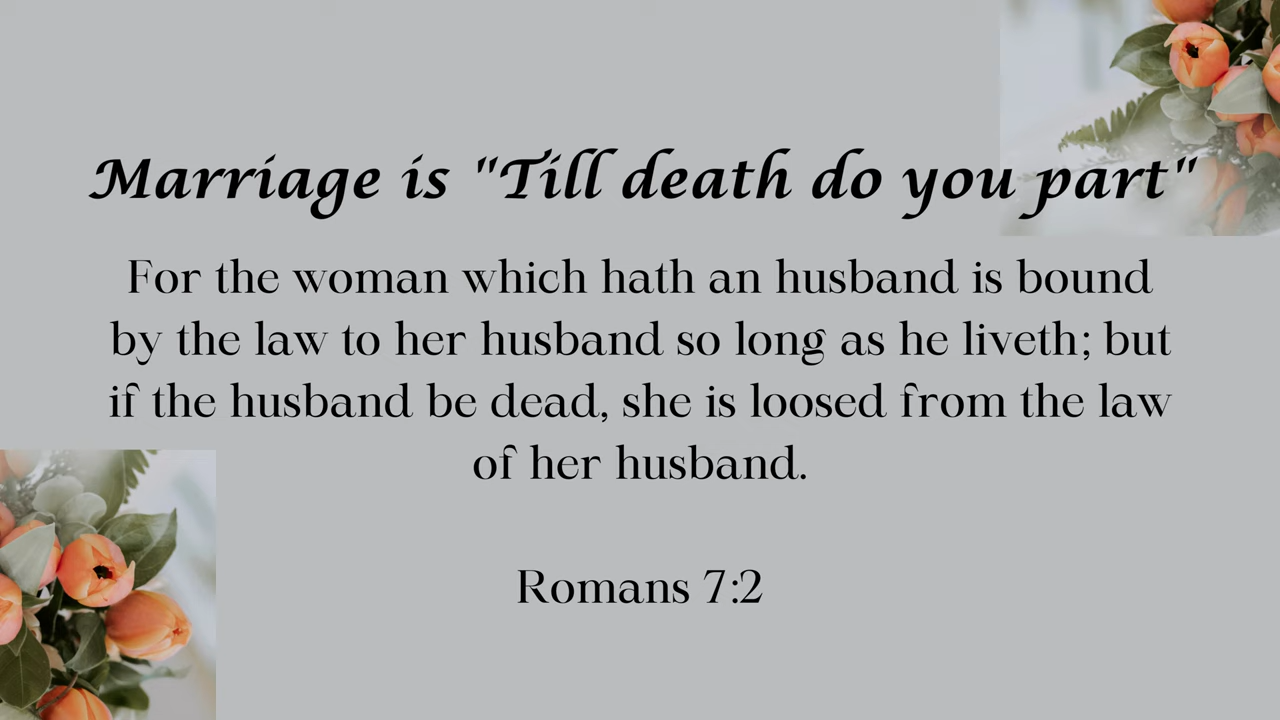 Marriage is "Till death do you part"
For the woman which hath an husband is bound
by the law to her husband so long as he liveth; but
if the husband be dead, she is loosed from the law
of her husband.
Romans 7:2